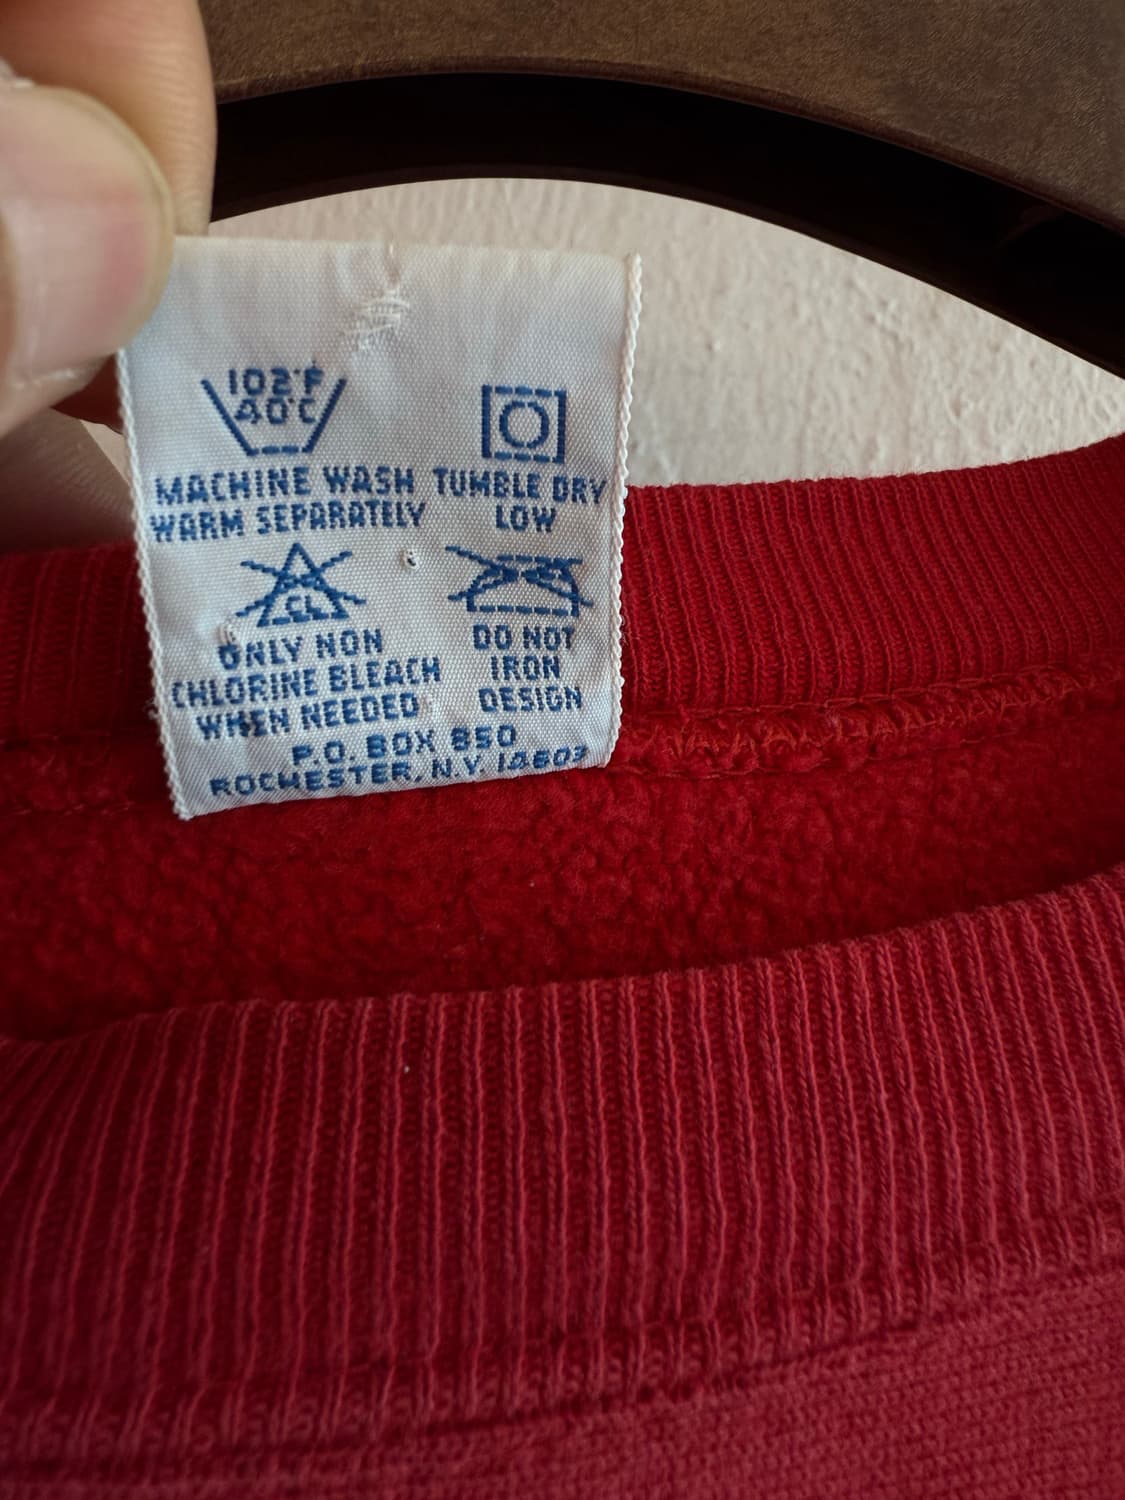 102°F
40°C
MACHINE WASH
WARM SEPARATELY
TUMBLE DRY
LOW
CL
ONLY NON
CHLORINE BLEACH
WHEN NEEDED
DO NOT
IRON
DESIGN
P.O. BOX 850
ROCHESTER, N.Y. 14603